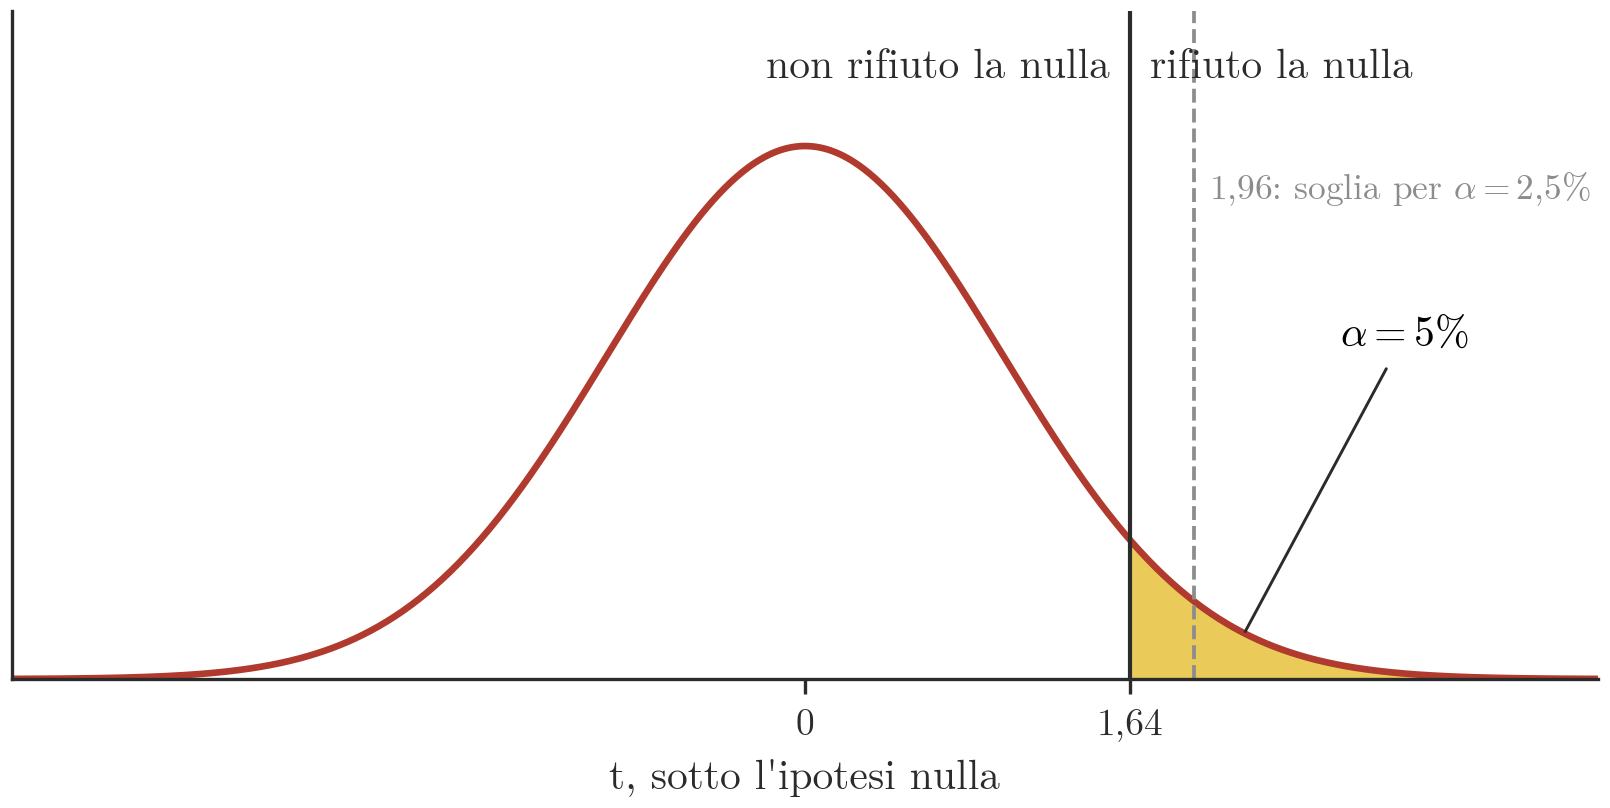 non rifiuto la nulla
rifiuto la nulla
1,96: soglia per α = 2,5%
α = 5%
0
1,64
t, sotto l'ipotesi nulla